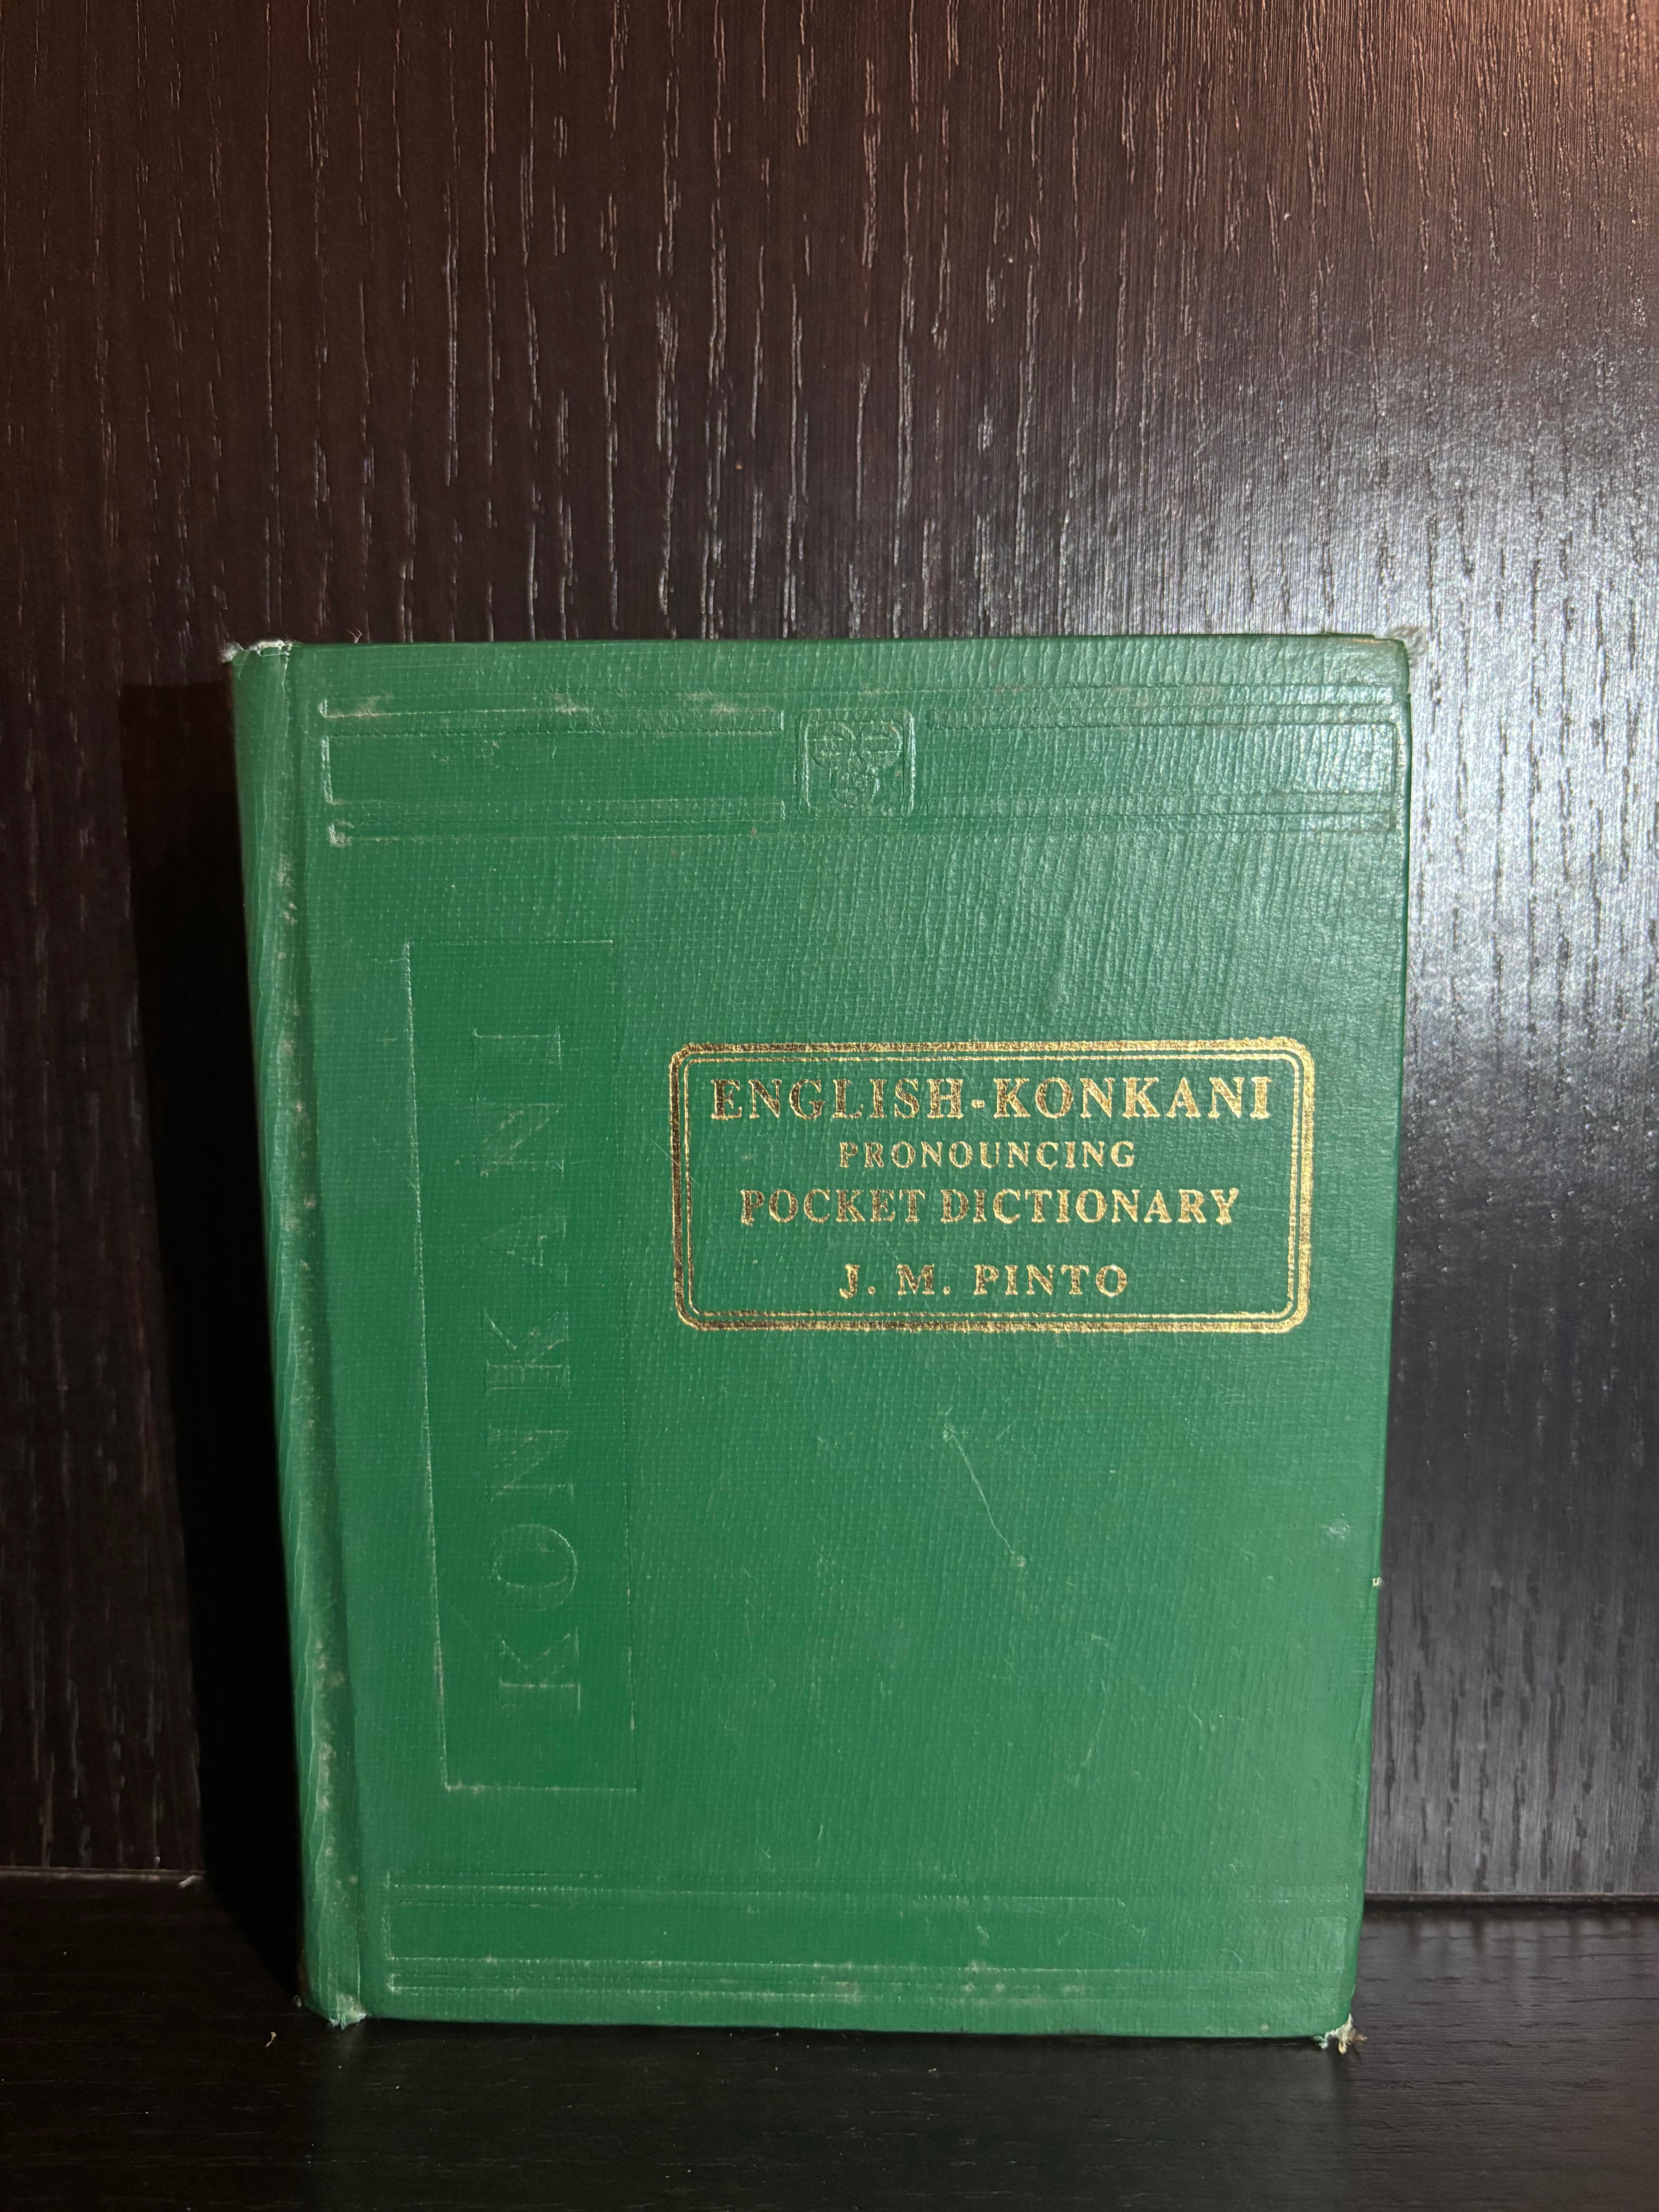 KONKANI
ENGLISH-KONKANI
PRONOUNCING
POCKET DICTIONARY
J. M. PINTO